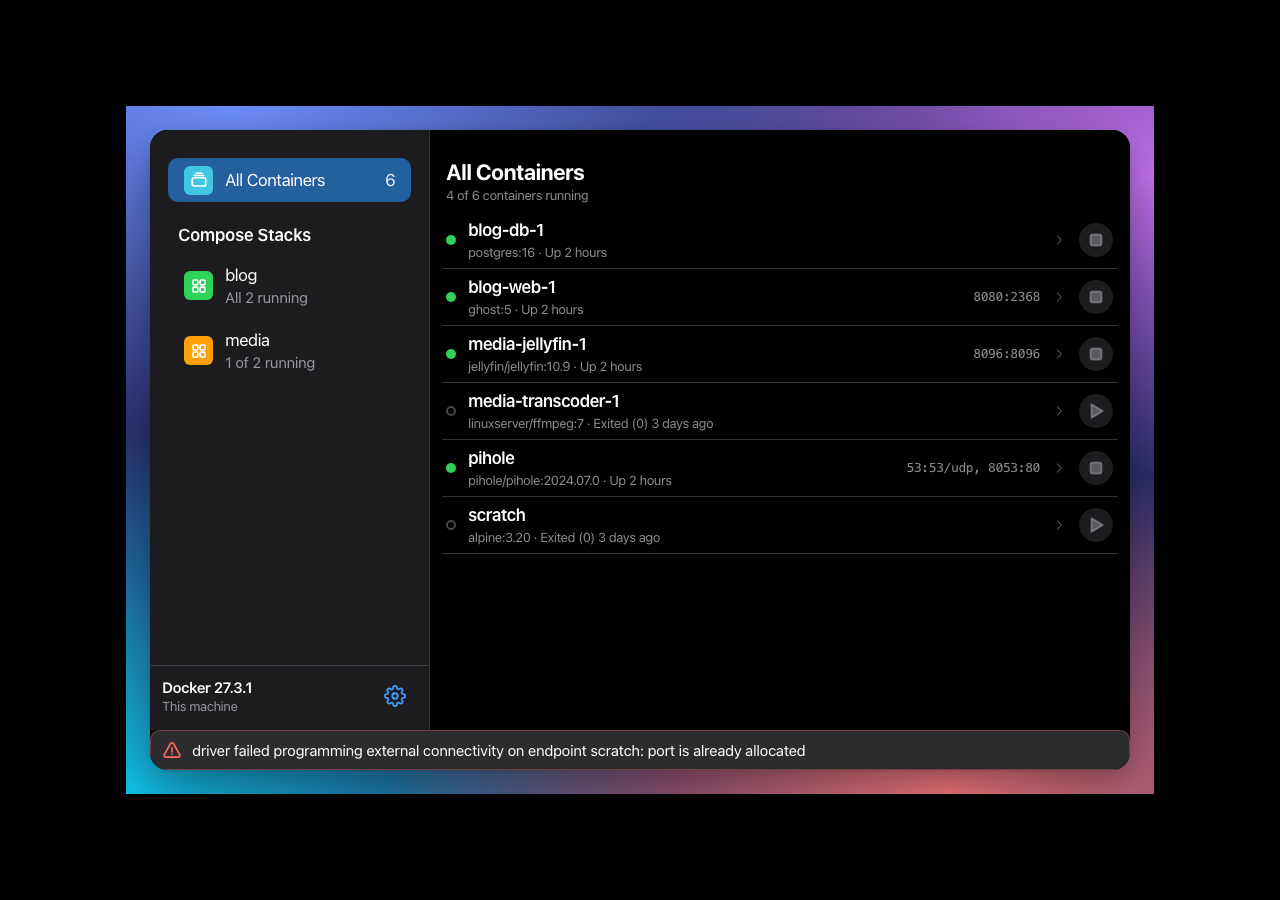 All Containers 6
Compose Stacks
blog
All 2 running
media
1 of 2 running
Docker 27.3.1
This machine
All Containers
4 of 6 containers running
blog-db-1
postgres:16 · Up 2 hours
blog-web-1
ghost:5 · Up 2 hours
8080:2368
media-jellyfin-1
jellyfin/jellyfin:10.9 · Up 2 hours
8096:8096
media-transcoder-1
linuxserver/ffmpeg:7 · Exited (0) 3 days ago
pihole
pihole/pihole:2024.07.0 · Up 2 hours
53:53/udp, 8053:80
scratch
alpine:3.20 · Exited (0) 3 days ago
driver failed programming external connectivity on endpoint scratch: port is already allocated